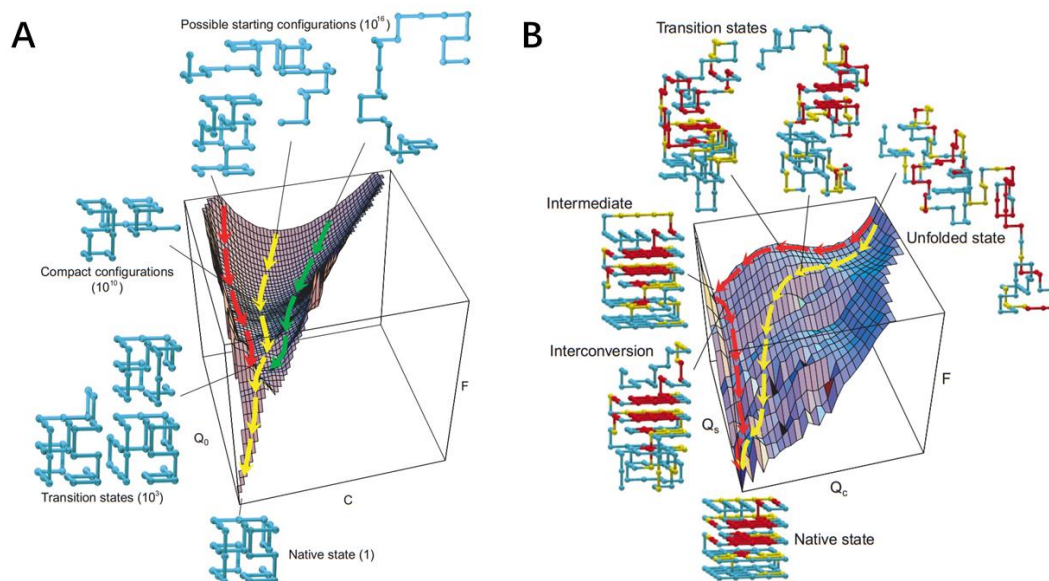 A
Possible starting configurations (10¹⁶)
Compact configurations
(10¹⁰)
F
Q₀
C
Transition states (10³)
Native state (1)
B
Transition states
Intermediate
Unfolded state
Interconversion
F
Qₛ
Q꜀
Native state